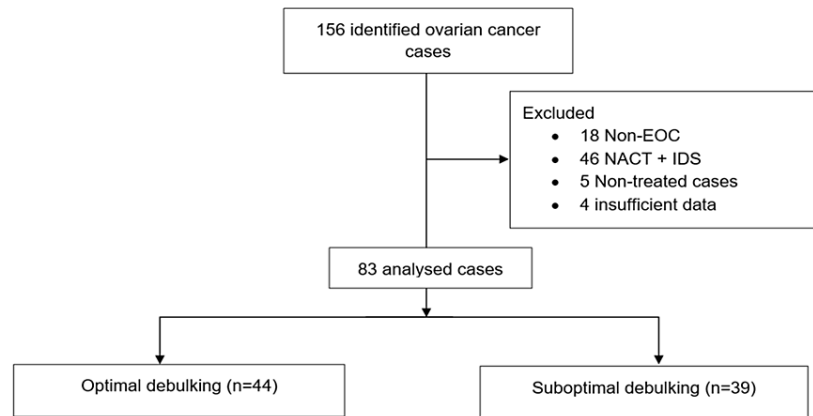 156 identified ovarian cancer
cases
Excluded
• 18 Non-EOC
• 46 NACT + IDS
• 5 Non-treated cases
• 4 insufficient data
83 analysed cases
Optimal debulking (n=44)
Suboptimal debulking (n=39)